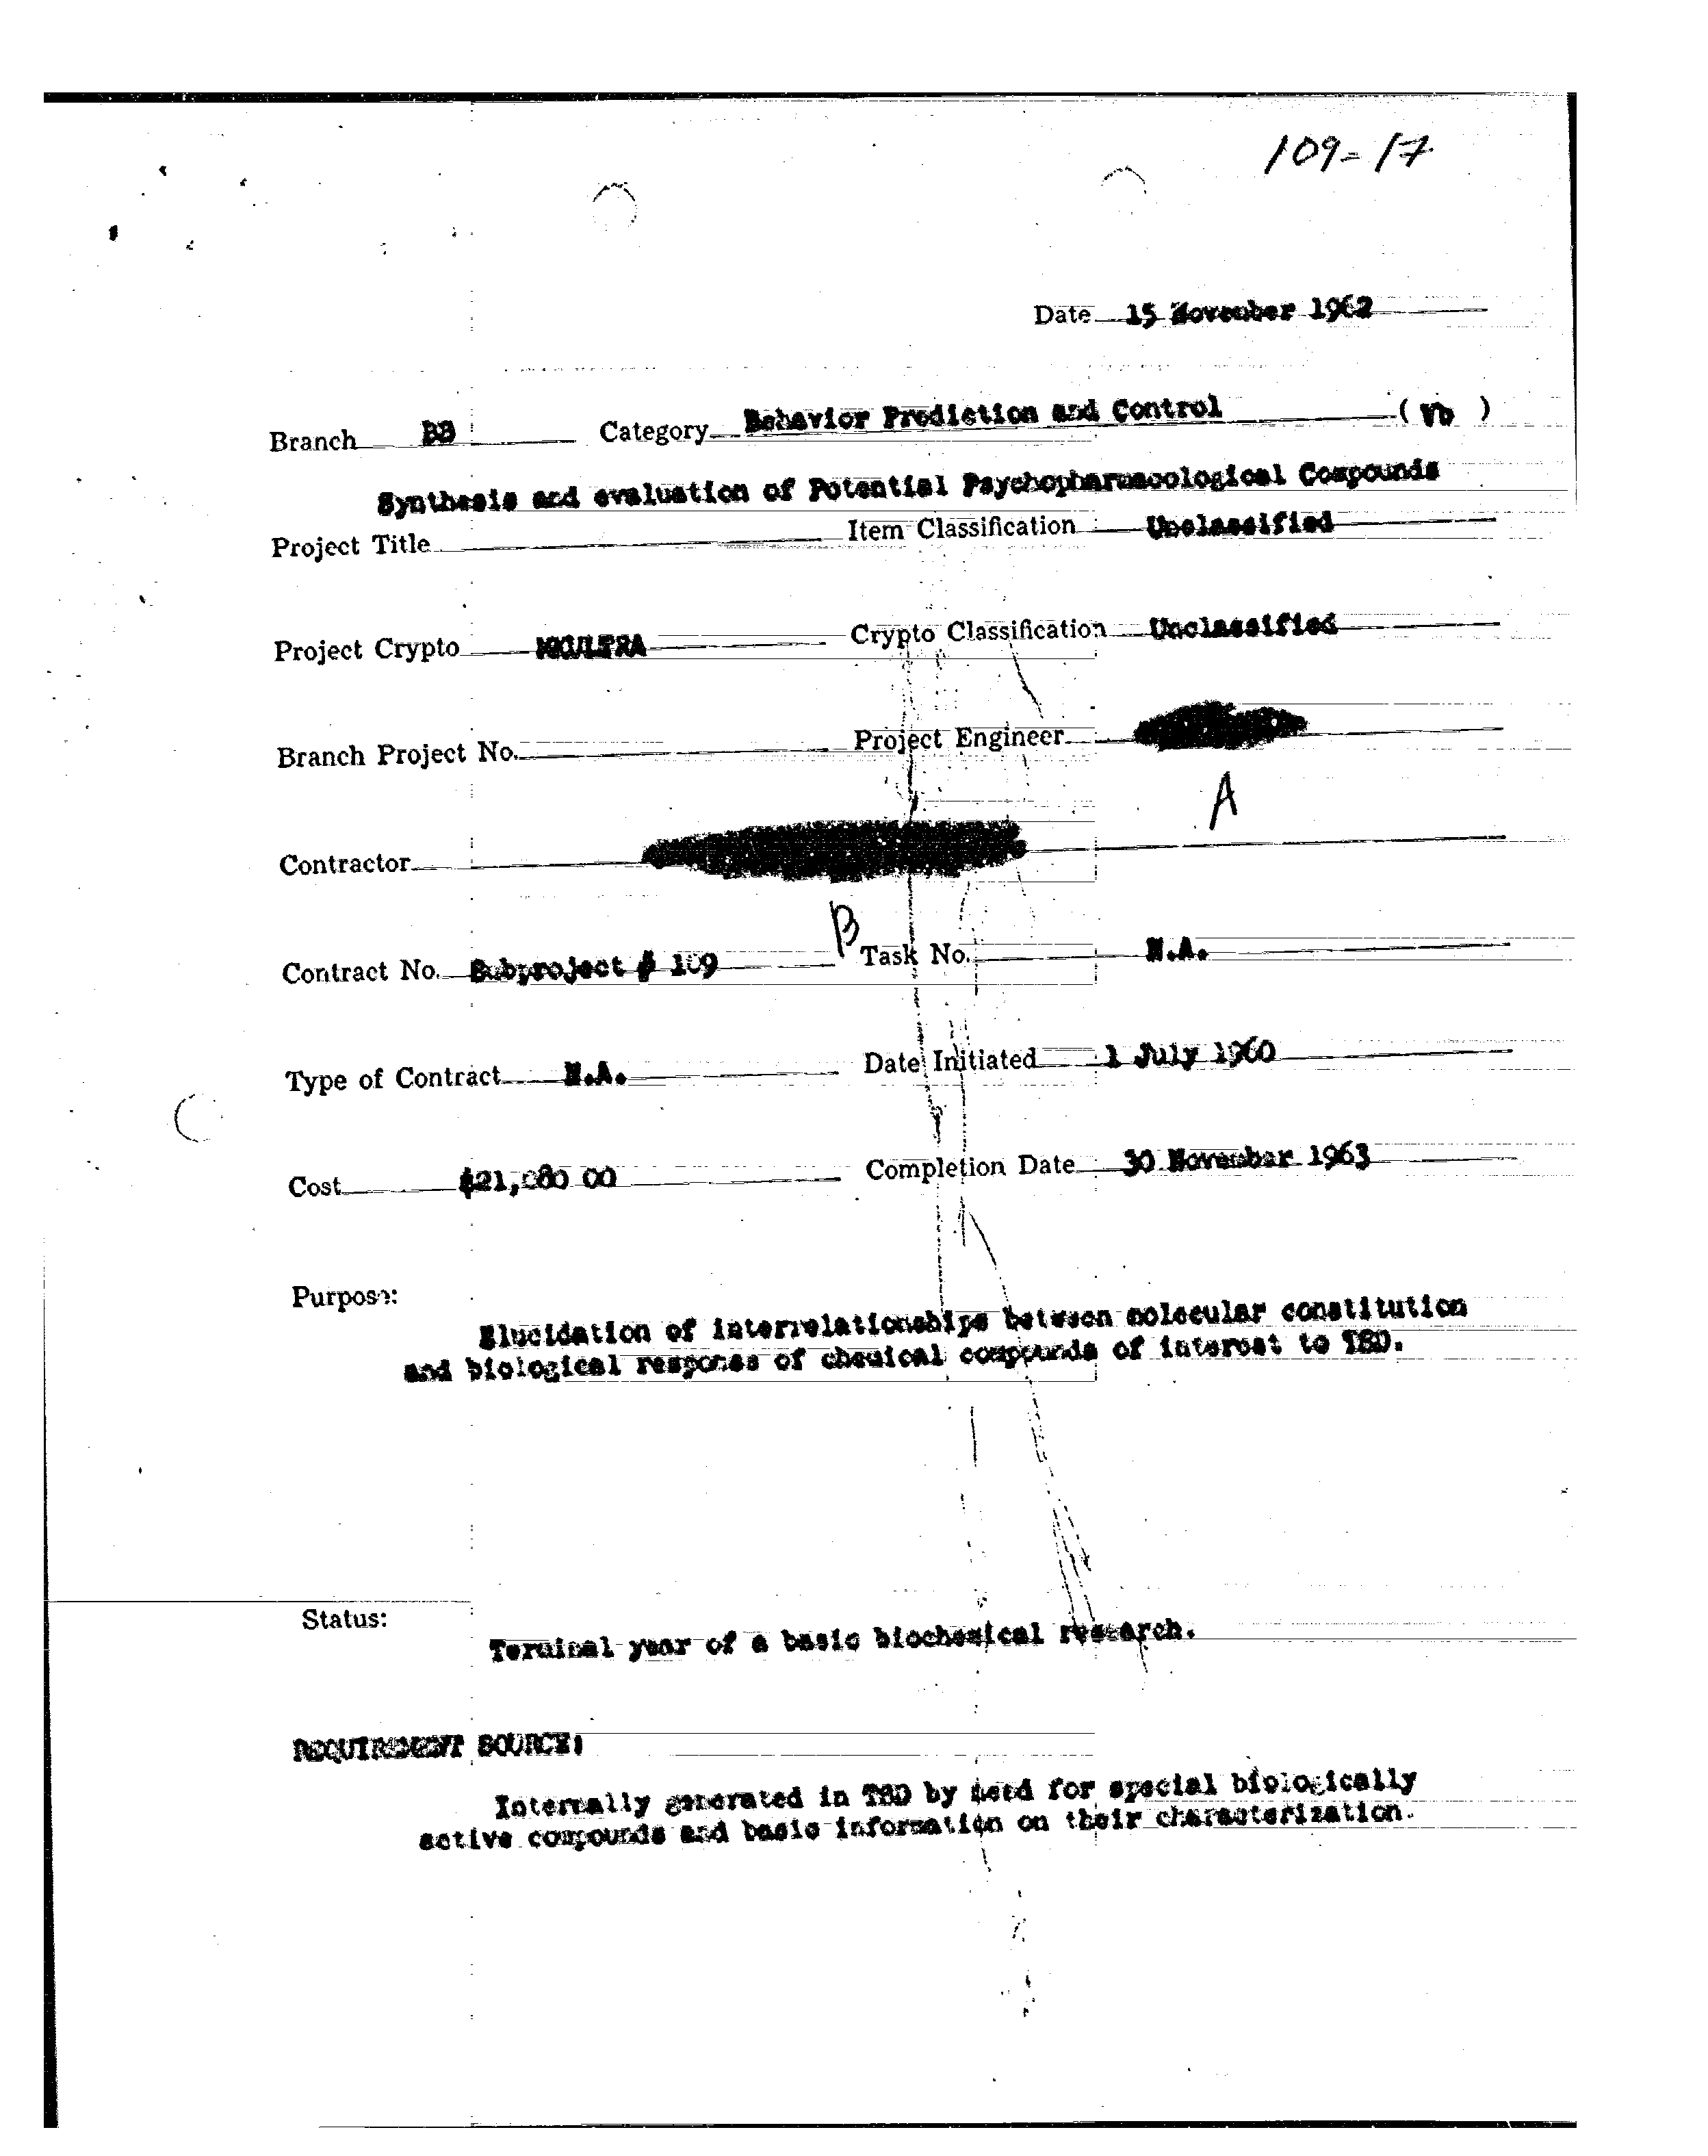 109-17
Date 15 November 1962
Branch BB Category Behavior Prediction and Control ( Vb )
Synthesis and evaluation of Potential Psychopharmacological Compounds
Project Title Item Classification Unclassified
Project Crypto MKULTRA Crypto Classification Unclassified
Branch Project No. Project Engineer
A
Contractor
B
Contract No. Subproject # 109 Task No. N.A.
Type of Contract N.A. Date Initiated 1 July 1960
Cost $21,080 00 Completion Date 30 November 1963
Purpose:
Elucidation of interrelationships between molecular constitution
and biological response of chemical compounds of interest to TSD.
Status:
Terminal year of a basic biochemical research.
REQUIREMENT SOURCE:
Internally generated in TSD by need for special biologically
active compounds and basic information on their characterization.